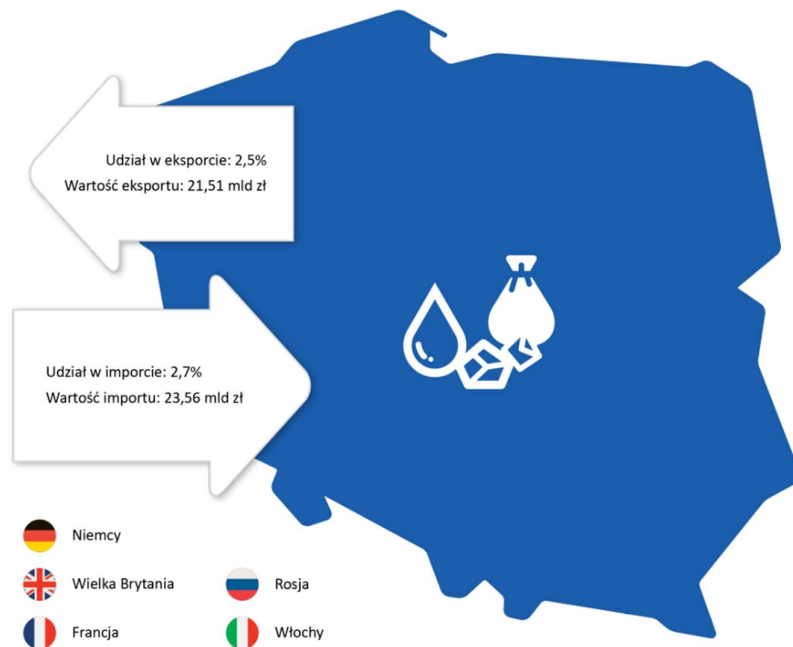 Udział w eksporcie: 2,5%
Wartość eksportu: 21,51 mld zł
Udział w imporcie: 2,7%
Wartość importu: 23,56 mld zł
Niemcy
Wielka Brytania
Rosja
Francja
Włochy